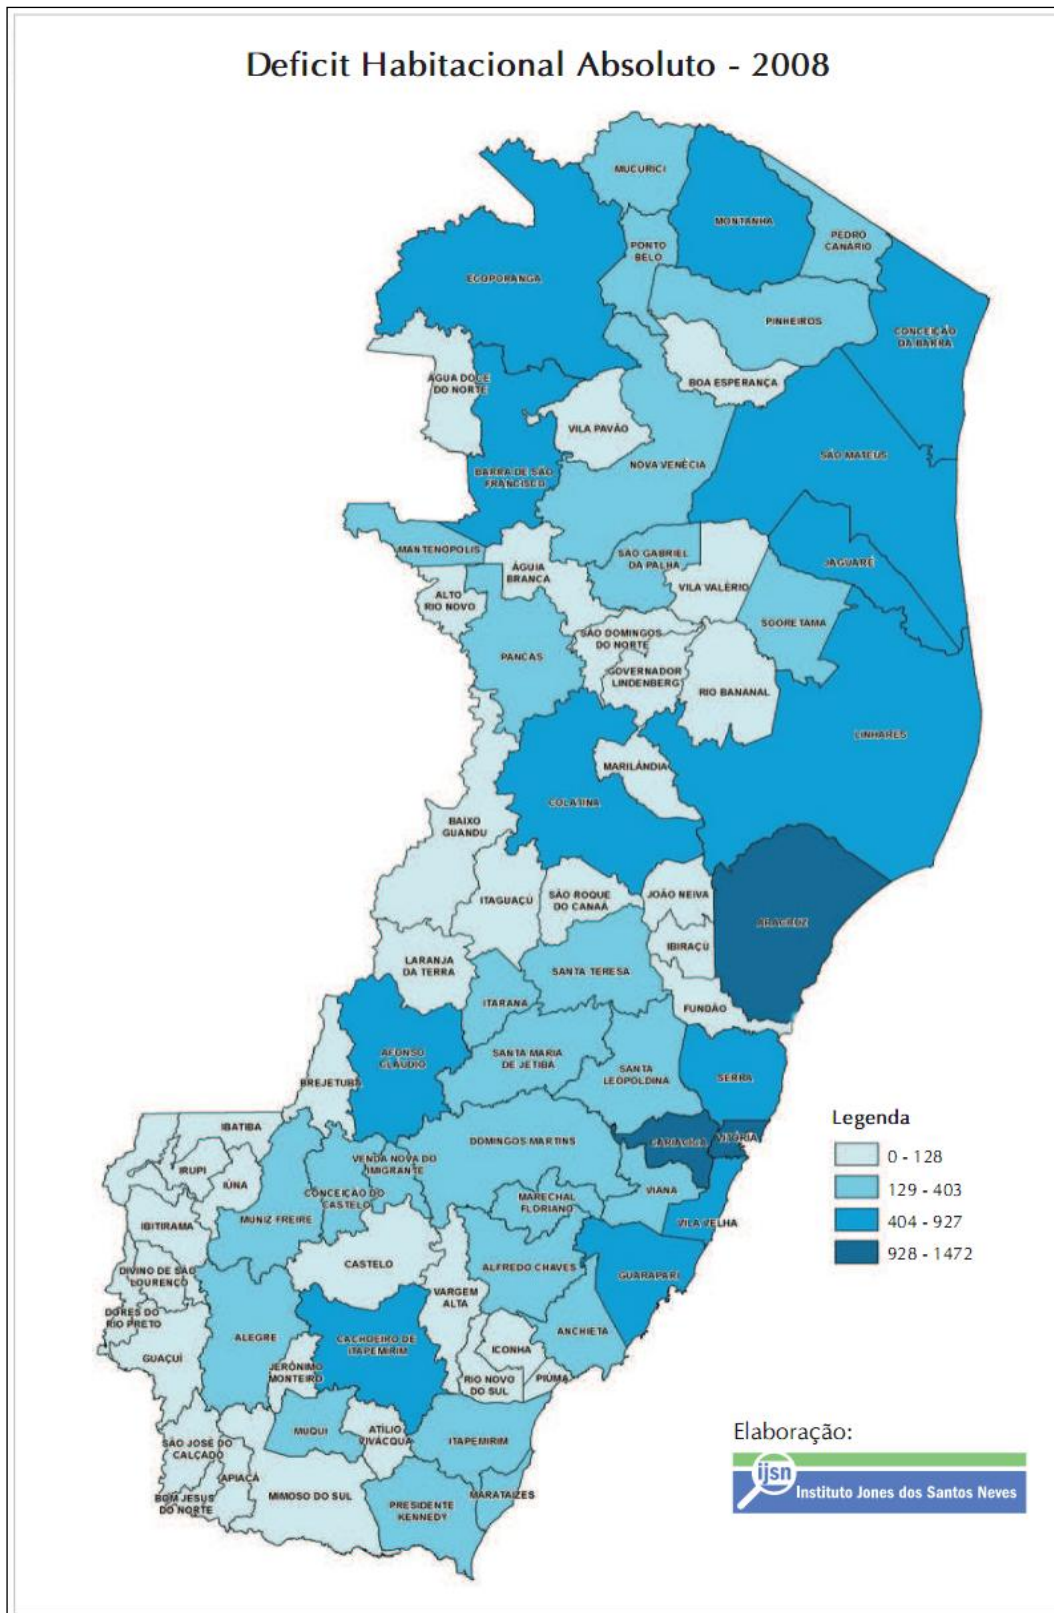 Deficit Habitacional Absoluto - 2008
MUCURICI
MONTANHA
PEDRO
CANÁRIO
PONTO
BELO
ECOPORANGA
PINHEIROS
CONCEIÇÃO
DA BARRA
ÁGUA DOCE
DO NORTE
BOA ESPERANÇA
VILA PAVÃO
NOVA VENÉCIA
SÃO MATEUS
BARRA DE SÃO
FRANCISCO
MANTENÓPOLIS
SÃO GABRIEL
DA PALHA
JAGUARÉ
ÁGUIA
BRANCA
VILA VALÉRIO
ALTO
RIO NOVO
SOORETAMA
SÃO DOMINGOS
DO NORTE
PANCAS
GOVERNADOR
LINDENBERG
RIO BANANAL
LINHARES
MARILÂNDIA
COLATINA
BAIXO
GUANDU
ITAGUAÇÚ
SÃO ROQUE
DO CANAÃ
JOÃO NEIVA
ARACRUZ
IBIRAÇÚ
LARANJA
DA TERRA
SANTA TERESA
ITARANA
FUNDÃO
AFONSO
CLÁUDIO
SANTA MARIA
DE JETIBÁ
SANTA
LEOPOLDINA
SERRA
BREJETUBA
Legenda
IBATIBA
DOMINGOS MARTINS
CARIACICA
VITÓRIA
0 - 128
IRUPI
VENDA NOVA DO
IMIGRANTE
IÚNA
129 - 403
CONCEIÇÃO DO
CASTELO
MARECHAL
FLORIANO
VIANA
MUNIZ FREIRE
IBITIRAMA
VILA VELHA
404 - 927
928 - 1472
CASTELO
ALFREDO CHAVES
DIVINO DE SÃO
LOURENÇO
GUARAPARI
VARGEM
ALTA
DORES DO
RIO PRETO
ALEGRE
CACHOEIRO DE
ITAPEMIRIM
ANCHIETA
GUAÇUÍ
ICONHA
JERÔNIMO
MONTEIRO
RIO NOVO
DO SUL
PIÚMA
MUQUI
ATÍLIO
VIVÁCQUA
ITAPEMIRIM
SÃO JOSÉ DO
CALÇADO
APIACÁ
BOM JESUS
DO NORTE
MIMOSO DO SUL
MARATAÍZES
PRESIDENTE
KENNEDY
Elaboração:
ijsn
Instituto Jones dos Santos Neves